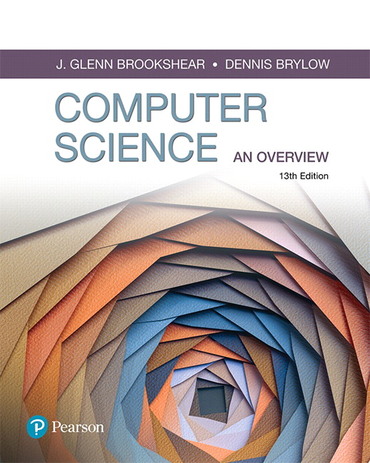 J. GLENN BROOKSHEAR • DENNIS BRYLOW
COMPUTER
SCIENCE AN OVERVIEW
13th Edition
Pearson